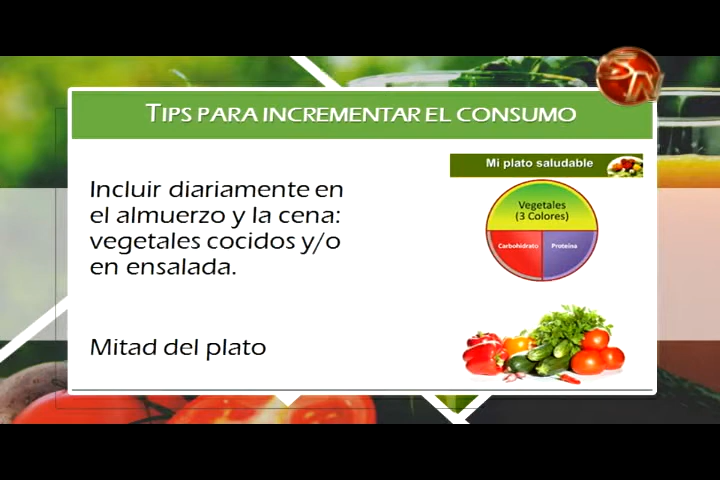 TIPS PARA INCREMENTAR EL CONSUMO
Incluir diariamente en
el almuerzo y la cena:
vegetales cocidos y/o
en ensalada.
Mitad del plato
Mi plato saludable
Vegetales
(3 Colores)
Carbohidrato
Proteína